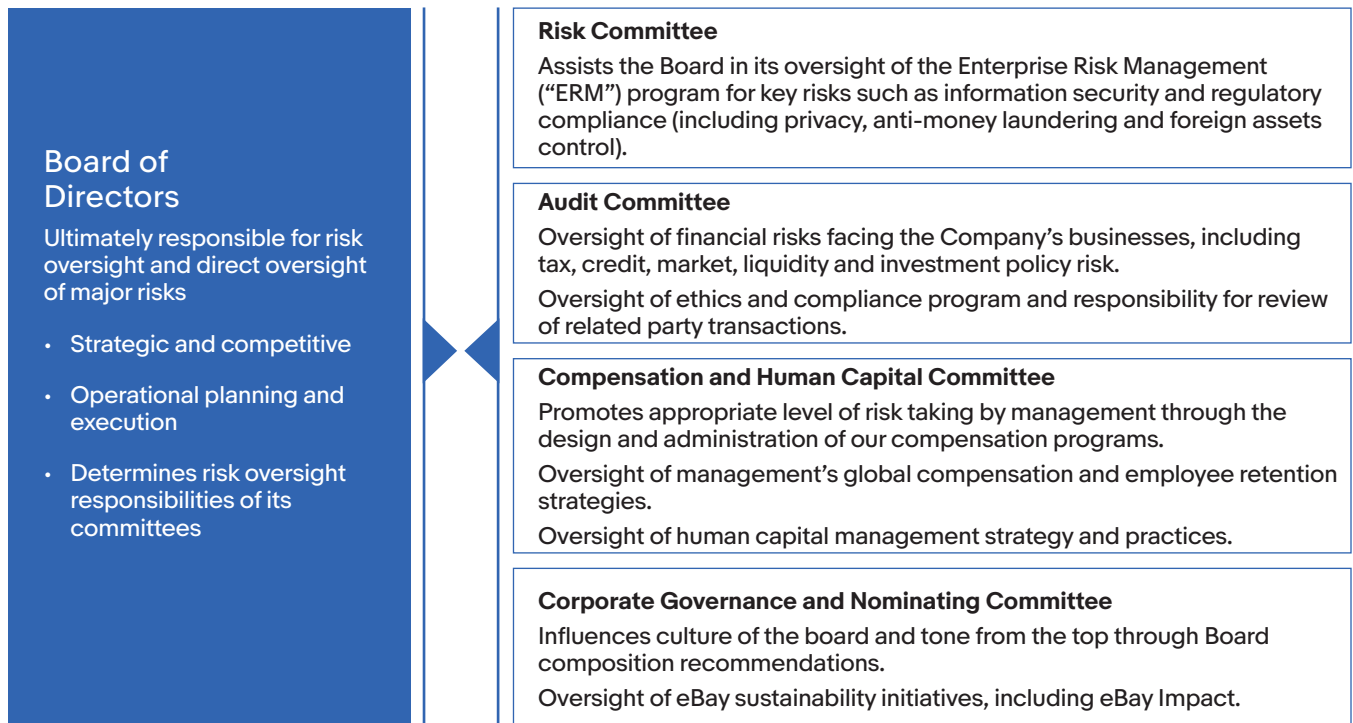 Board of
Directors
Ultimately responsible for risk
oversight and direct oversight
of major risks
• Strategic and competitive
• Operational planning and
execution
• Determines risk oversight
responsibilities of its
committees
Risk Committee
Assists the Board in its oversight of the Enterprise Risk Management
(“ERM”) program for key risks such as information security and regulatory
compliance (including privacy, anti-money laundering and foreign assets
control).
Audit Committee
Oversight of financial risks facing the Company’s businesses, including
tax, credit, market, liquidity and investment policy risk.
Oversight of ethics and compliance program and responsibility for review
of related party transactions.
Compensation and Human Capital Committee
Promotes appropriate level of risk taking by management through the
design and administration of our compensation programs.
Oversight of management’s global compensation and employee retention
strategies.
Oversight of human capital management strategy and practices.
Corporate Governance and Nominating Committee
Influences culture of the board and tone from the top through Board
composition recommendations.
Oversight of eBay sustainability initiatives, including eBay Impact.